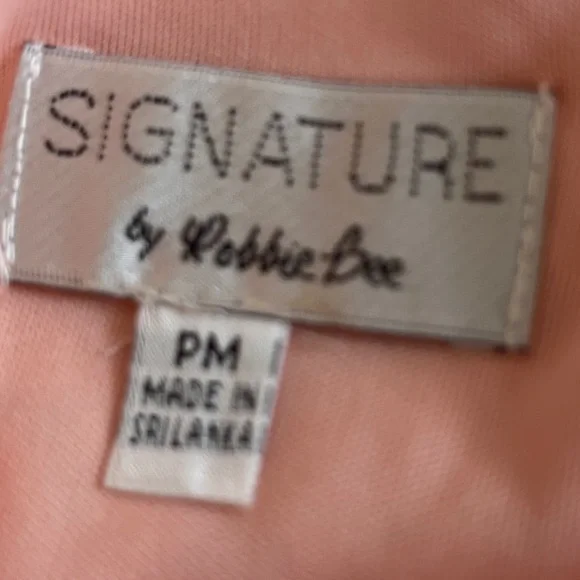 SIGNATURE
by Robbie Bee
PM
MADE IN
SRI LANKA